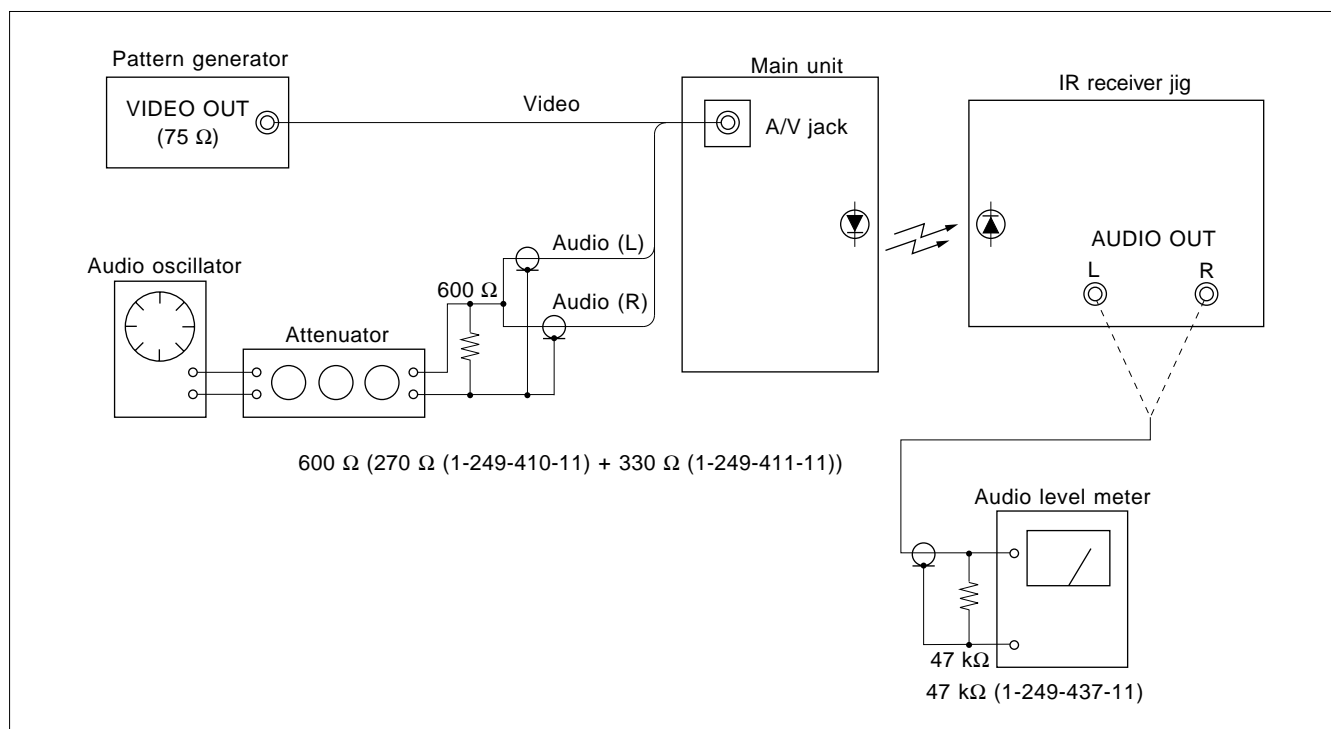 Pattern generator
VIDEO OUT
(75 Ω)
Video
Main unit
A/V jack
IR receiver jig
AUDIO OUT
L
R
Audio oscillator
Attenuator
600 Ω
Audio (L)
Audio (R)
600 Ω (270 Ω (1-249-410-11) + 330 Ω (1-249-411-11))
Audio level meter
47 kΩ
47 kΩ (1-249-437-11)